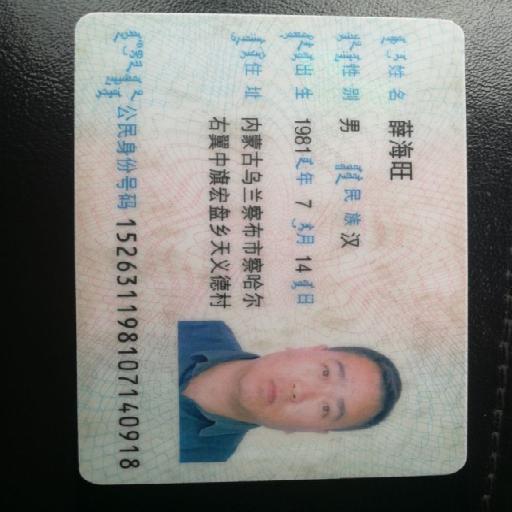 姓名 薛海旺
性别 男 民族 汉
出生 1981 年 7 月 14 日
住址 内蒙古乌兰察布市察哈尔
右翼中旗宏盘乡天义德村
公民身份号码 152631198107140918